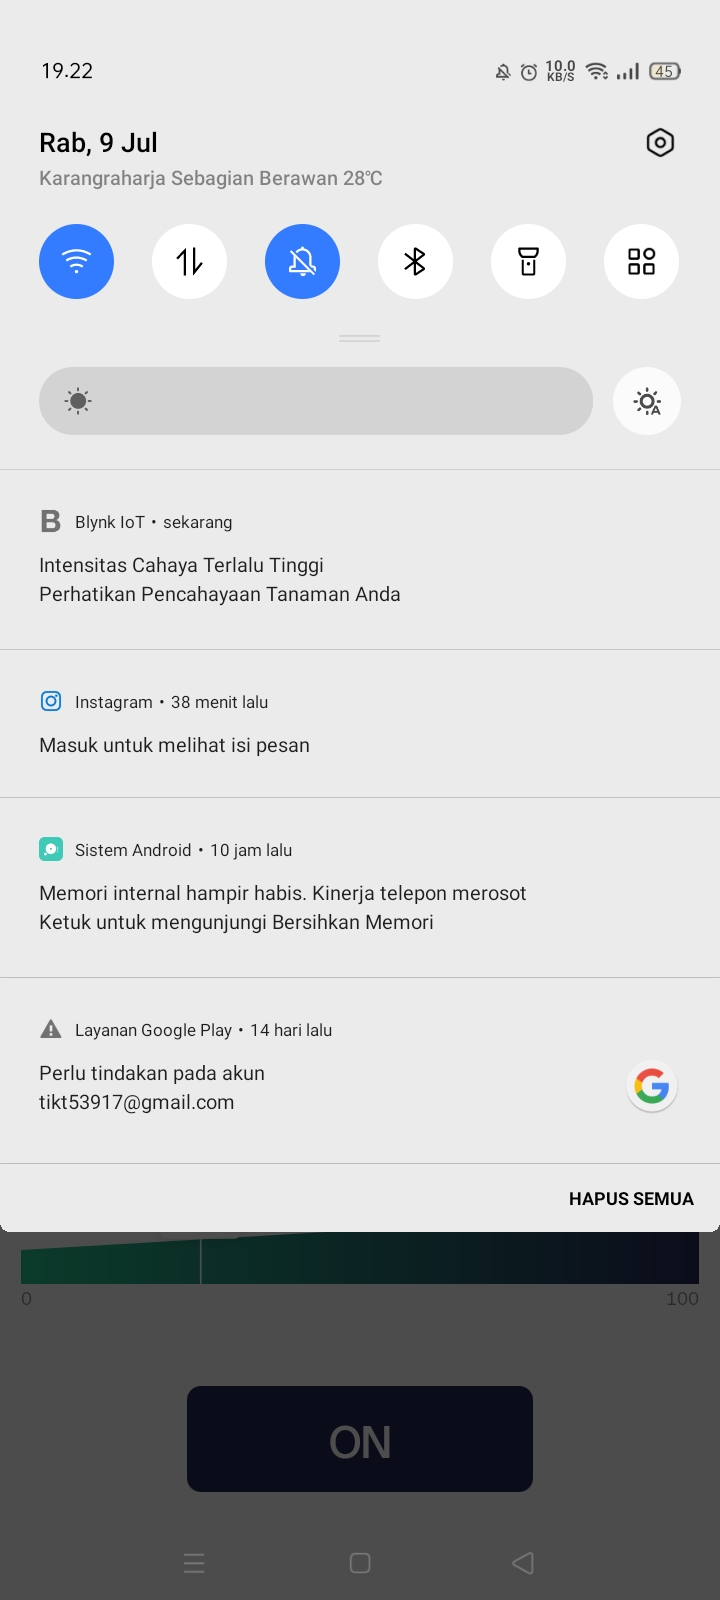 19.22
10.0
KB/S
45
Rab, 9 Jul
Karangraharja Sebagian Berawan 28℃
A
B Blynk IoT • sekarang
Intensitas Cahaya Terlalu Tinggi
Perhatikan Pencahayaan Tanaman Anda
Instagram • 38 menit lalu
Masuk untuk melihat isi pesan
Sistem Android • 10 jam lalu
Memori internal hampir habis. Kinerja telepon merosot
Ketuk untuk mengunjungi Bersihkan Memori
Layanan Google Play • 14 hari lalu
Perlu tindakan pada akun
tikt53917@gmail.com
G
HAPUS SEMUA
0 100
ON